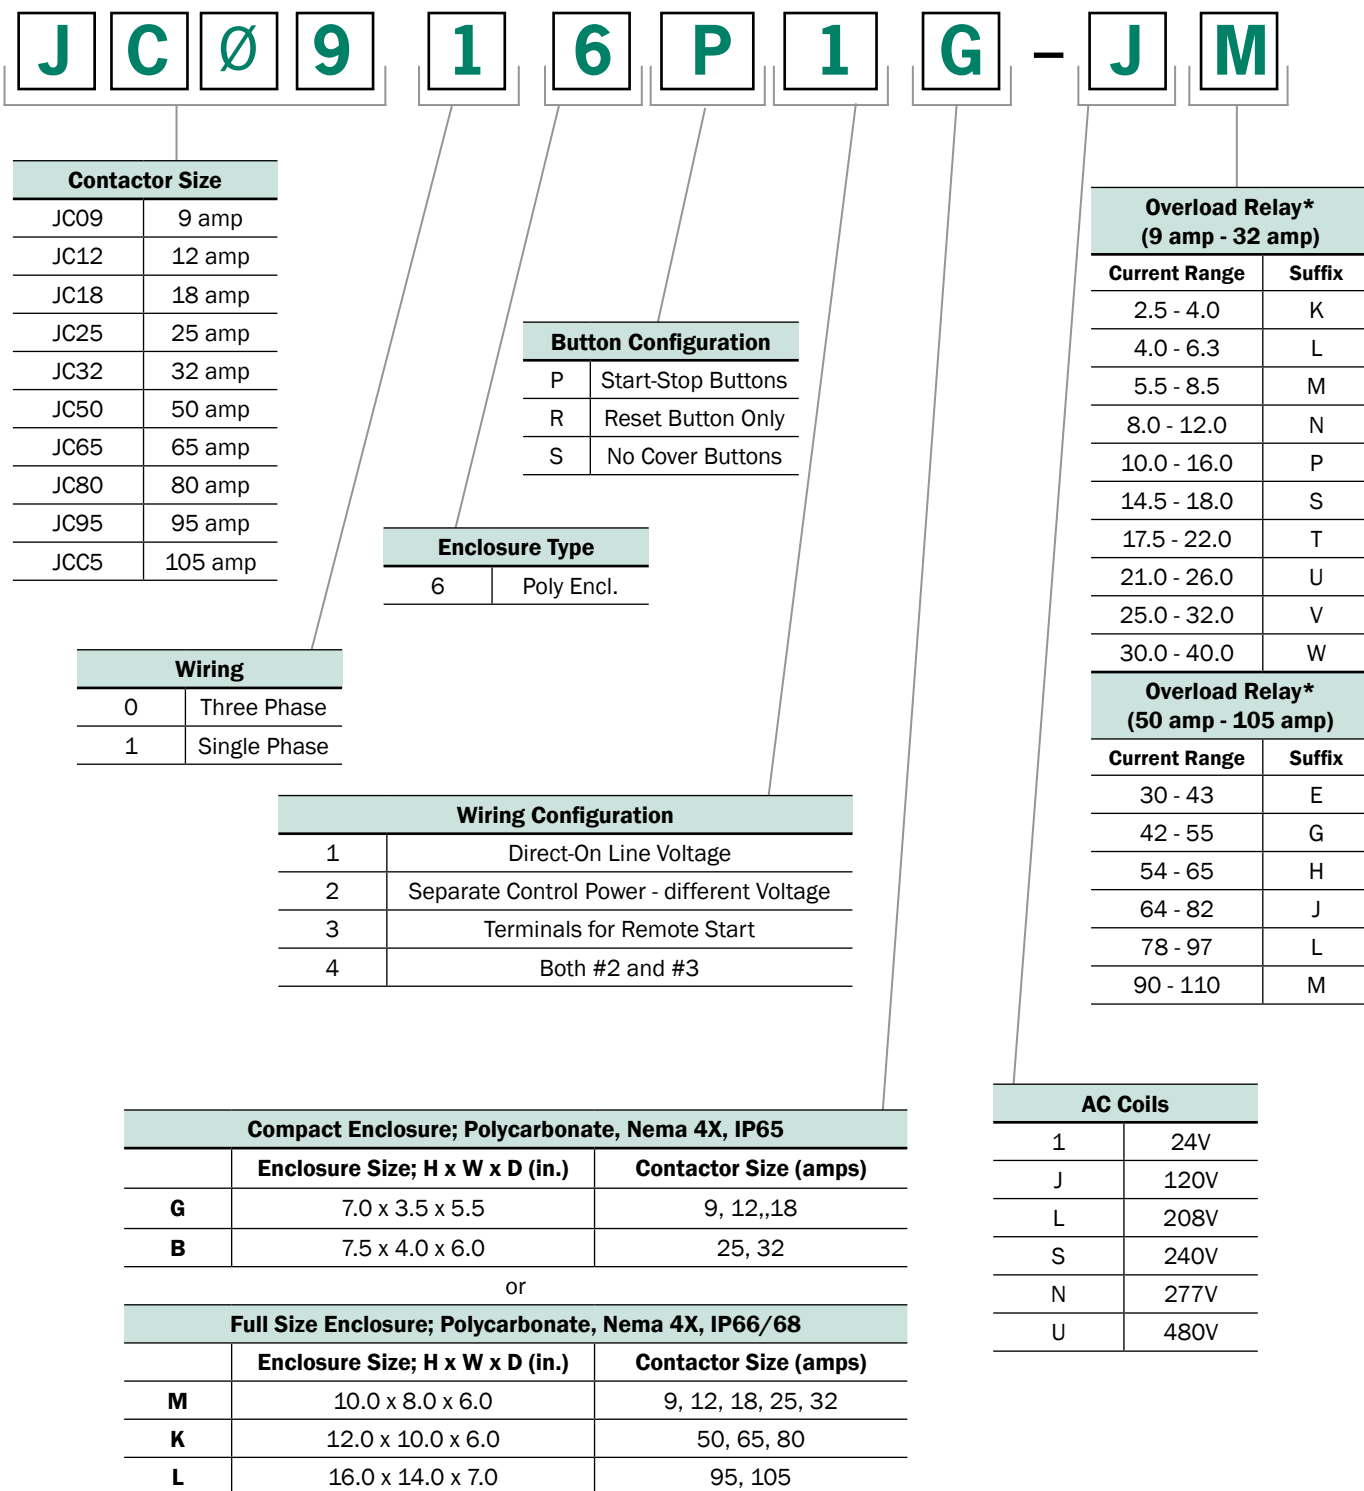 J C Ø 9 1 6 P 1 G – J M
Contactor Size
JC09 9 amp
JC12 12 amp
JC18 18 amp
JC25 25 amp
JC32 32 amp
JC50 50 amp
JC65 65 amp
JC80 80 amp
JC95 95 amp
JCC5 105 amp
Wiring
0 Three Phase
1 Single Phase
Enclosure Type
6 Poly Encl.
Button Configuration
P Start-Stop Buttons
R Reset Button Only
S No Cover Buttons
Wiring Configuration
1 Direct-On Line Voltage
2 Separate Control Power - different Voltage
3 Terminals for Remote Start
4 Both #2 and #3
Compact Enclosure; Polycarbonate, Nema 4X, IP65
Enclosure Size; H x W x D (in.) Contactor Size (amps)
G 7.0 x 3.5 x 5.5 9, 12,,18
B 7.5 x 4.0 x 6.0 25, 32
or
Full Size Enclosure; Polycarbonate, Nema 4X, IP66/68
Enclosure Size; H x W x D (in.) Contactor Size (amps)
M 10.0 x 8.0 x 6.0 9, 12, 18, 25, 32
K 12.0 x 10.0 x 6.0 50, 65, 80
L 16.0 x 14.0 x 7.0 95, 105
AC Coils
1 24V
J 120V
L 208V
S 240V
N 277V
U 480V
Overload Relay*
(9 amp - 32 amp)
Current Range Suffix
2.5 - 4.0 K
4.0 - 6.3 L
5.5 - 8.5 M
8.0 - 12.0 N
10.0 - 16.0 P
14.5 - 18.0 S
17.5 - 22.0 T
21.0 - 26.0 U
25.0 - 32.0 V
30.0 - 40.0 W
Overload Relay*
(50 amp - 105 amp)
Current Range Suffix
30 - 43 E
42 - 55 G
54 - 65 H
64 - 82 J
78 - 97 L
90 - 110 M